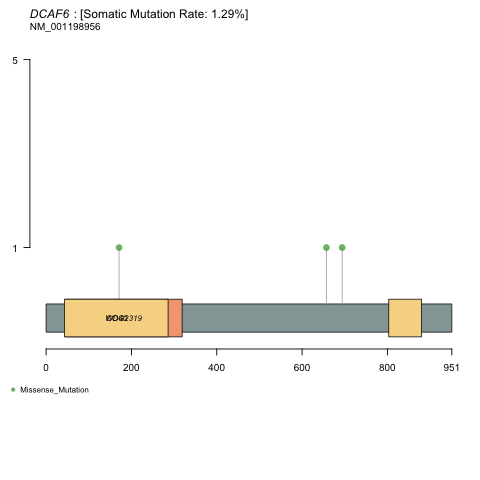 DCAF6 : [Somatic Mutation Rate: 1.29%]
NM_001198956
5
1
0 200 400 600 800 951
Missense_Mutation